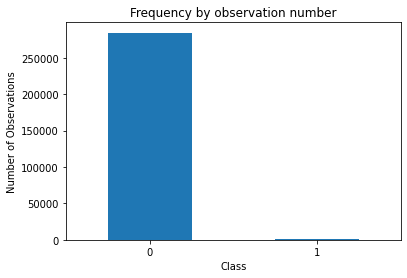 Frequency by observation number
Number of Observations
250000
200000
150000
100000
50000
0
0 1
Class